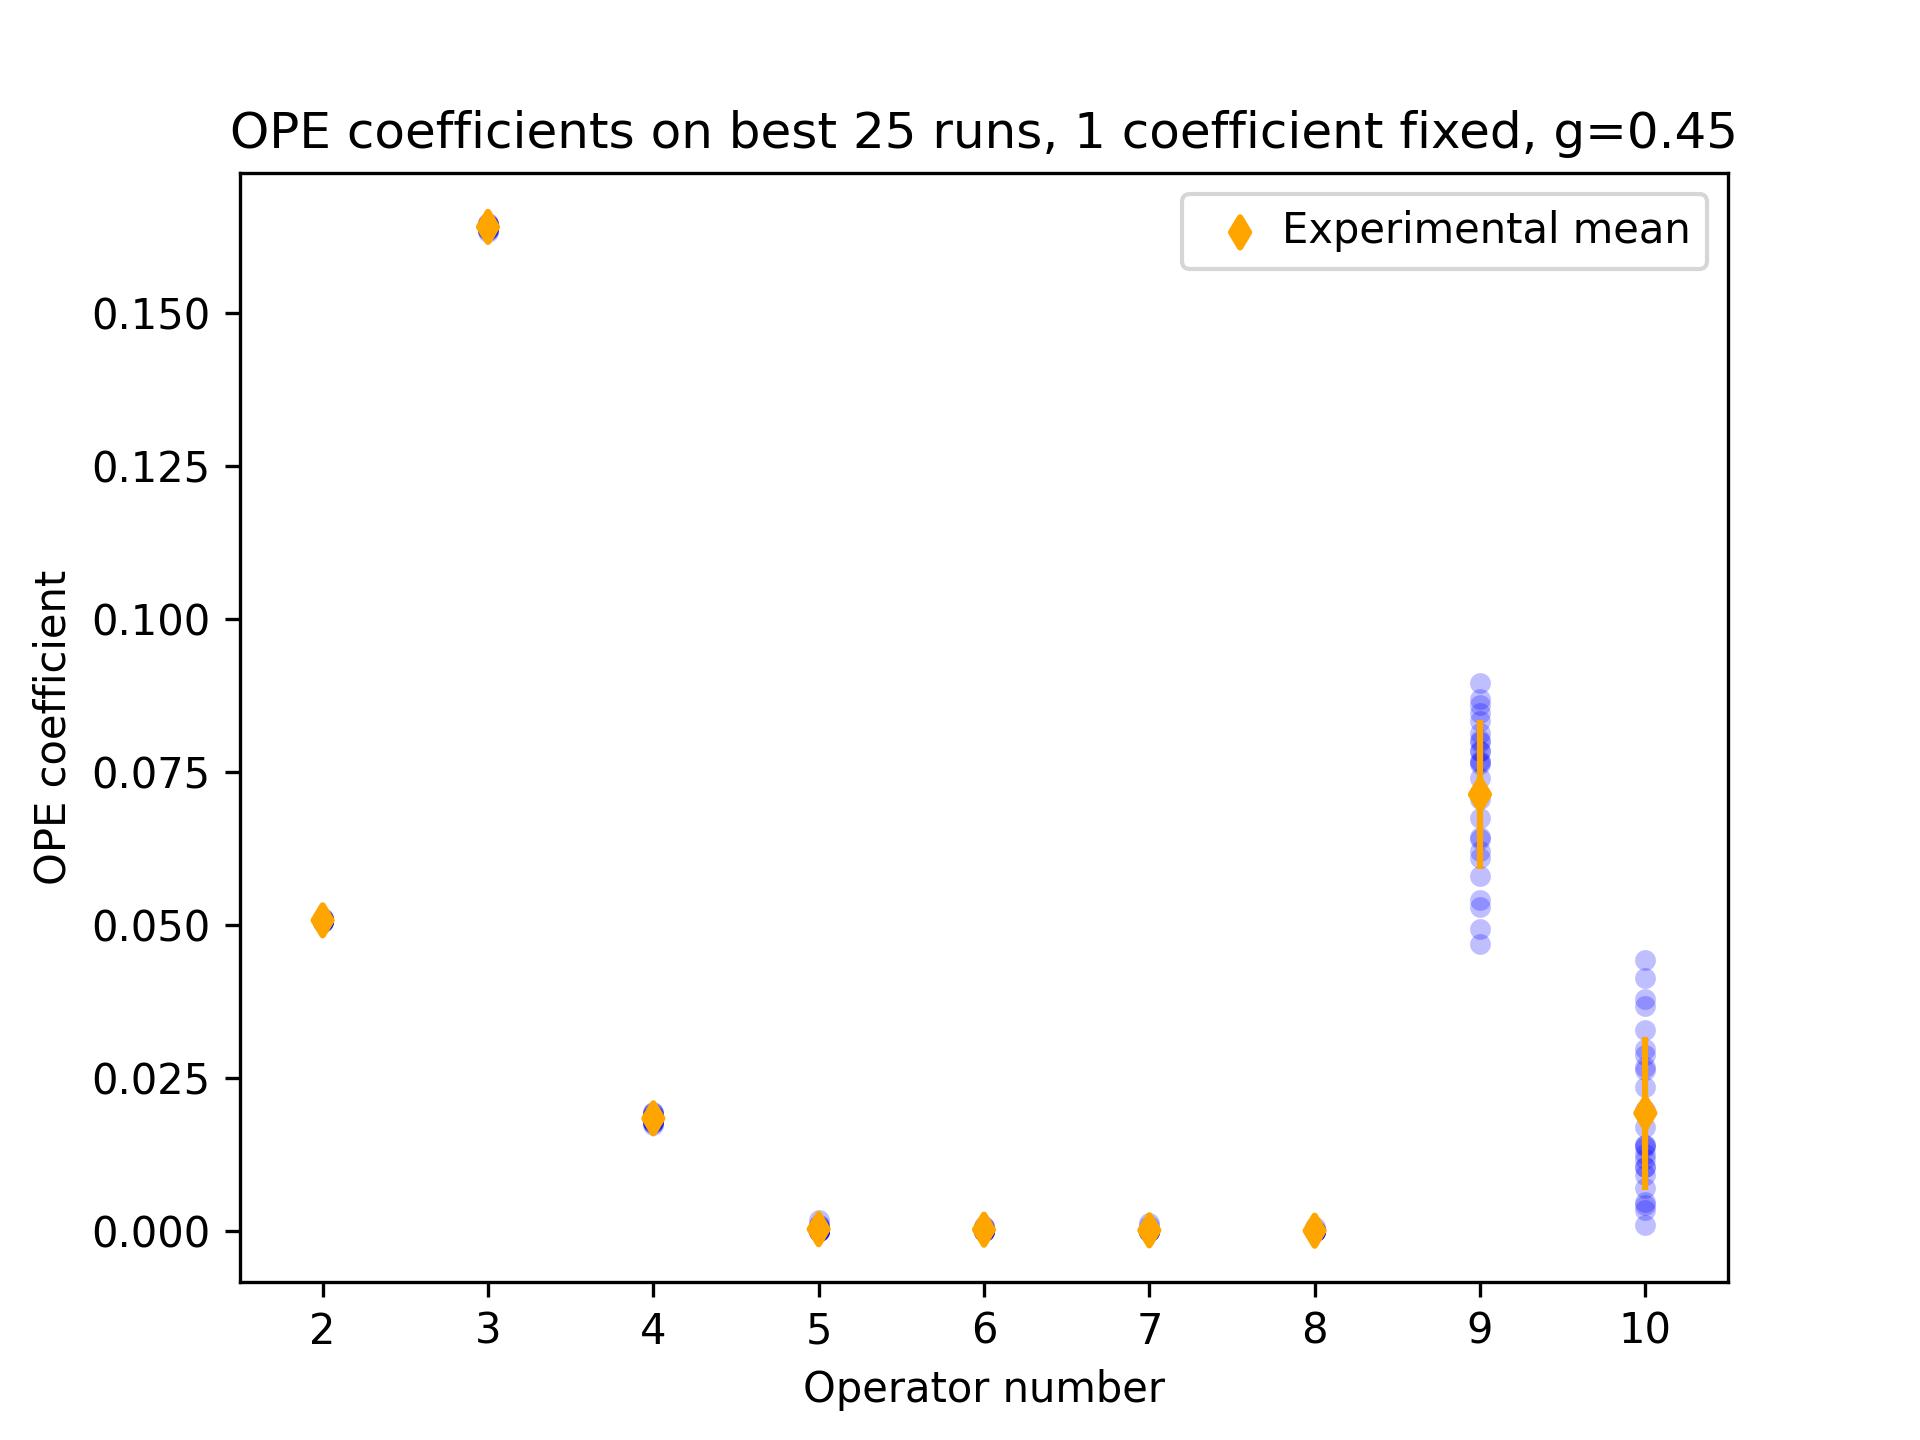 OPE coefficients on best 25 runs, 1 coefficient fixed, g=0.45
Experimental mean
OPE coefficient
0.150
0.125
0.100
0.075
0.050
0.025
0.000
2 3 4 5 6 7 8 9 10
Operator number